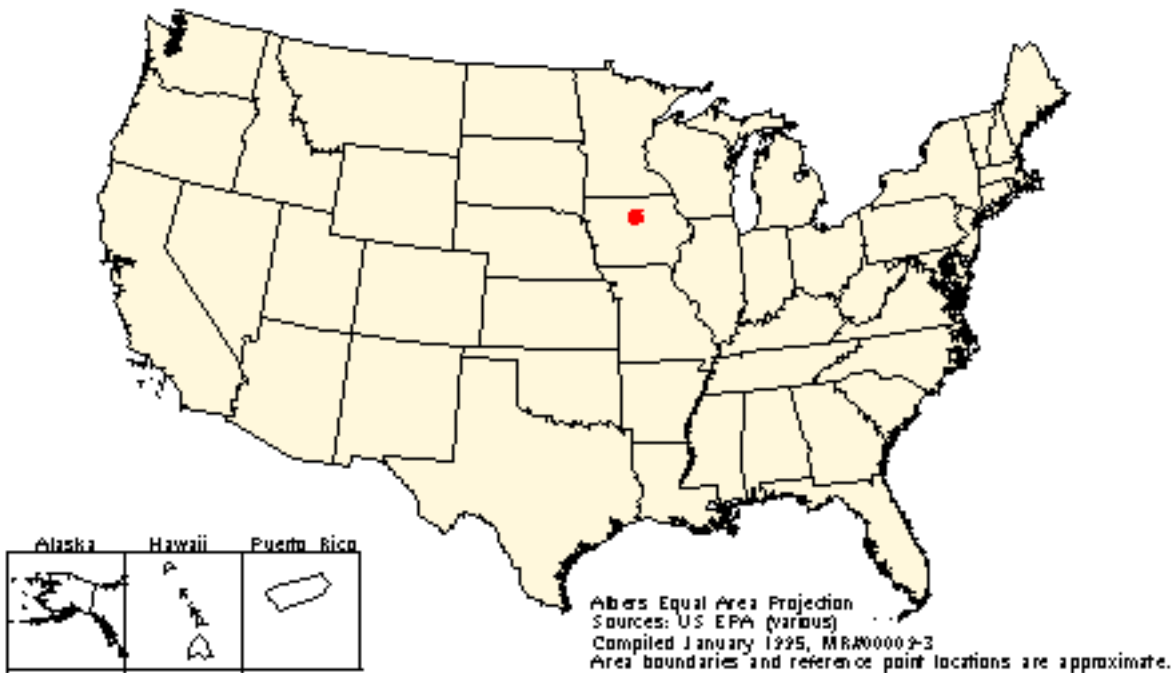 Alaska Hawaii Puerto Rico
Albers Equal Area Projection
Sources: US EPA (various)
Compiled January 1995, MR#00009-3
Area boundaries and reference point locations are approximate.